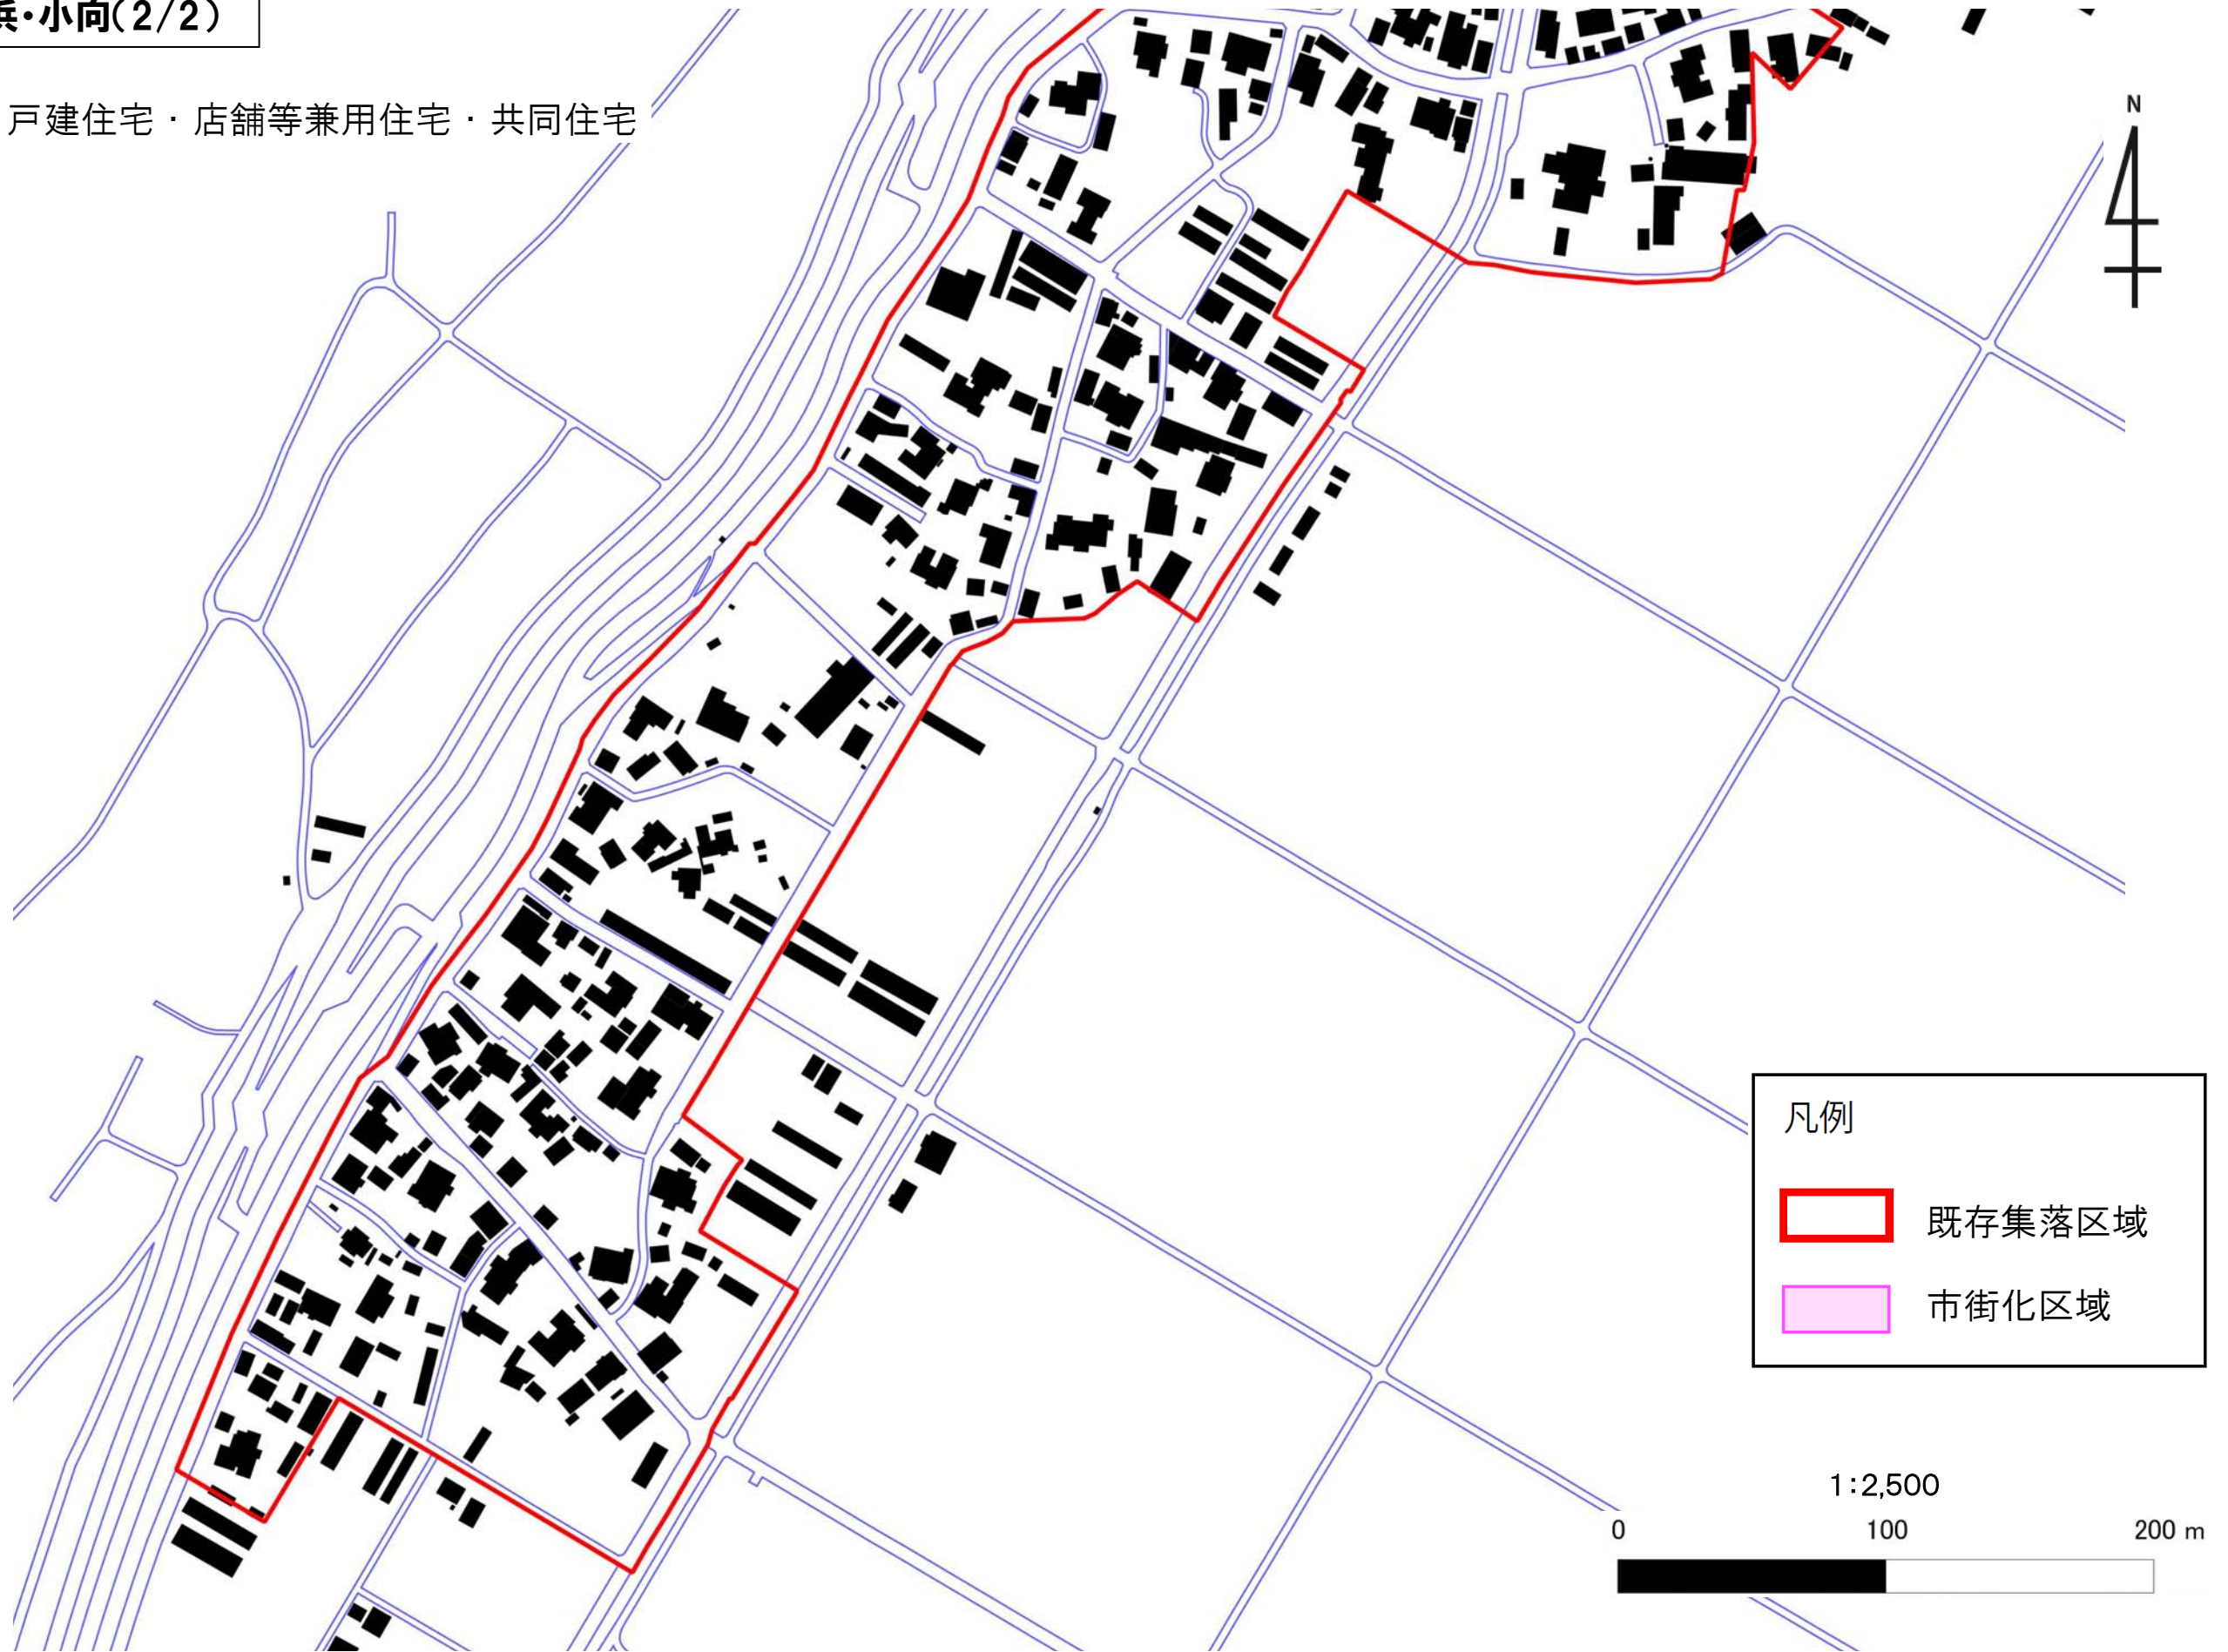 浜・小向(2/2)
戸建住宅・店舗等兼用住宅・共同住宅
N
凡例
既存集落区域
市街化区域
1:2,500
0 100 200 m